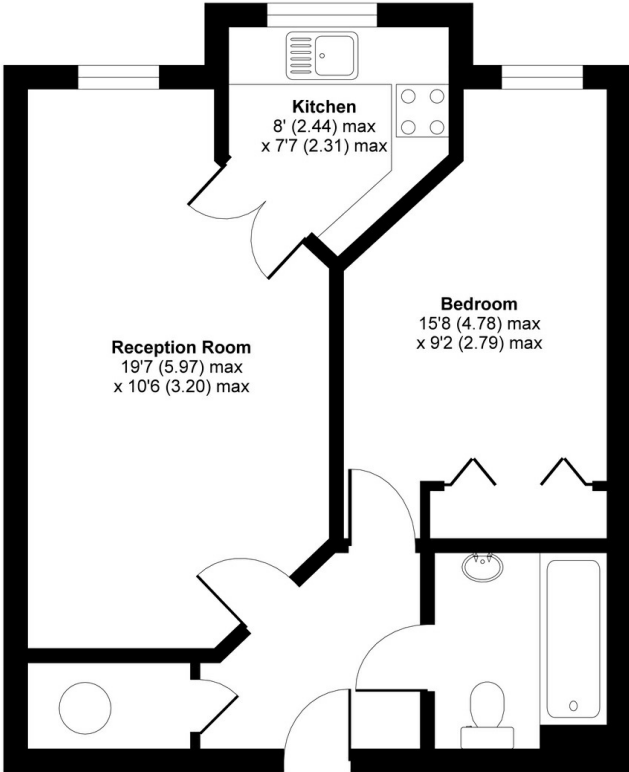 Kitchen
8' (2.44) max
x 7'7 (2.31) max
Bedroom
15'8 (4.78) max
x 9'2 (2.79) max
Reception Room
19'7 (5.97) max
x 10'6 (3.20) max